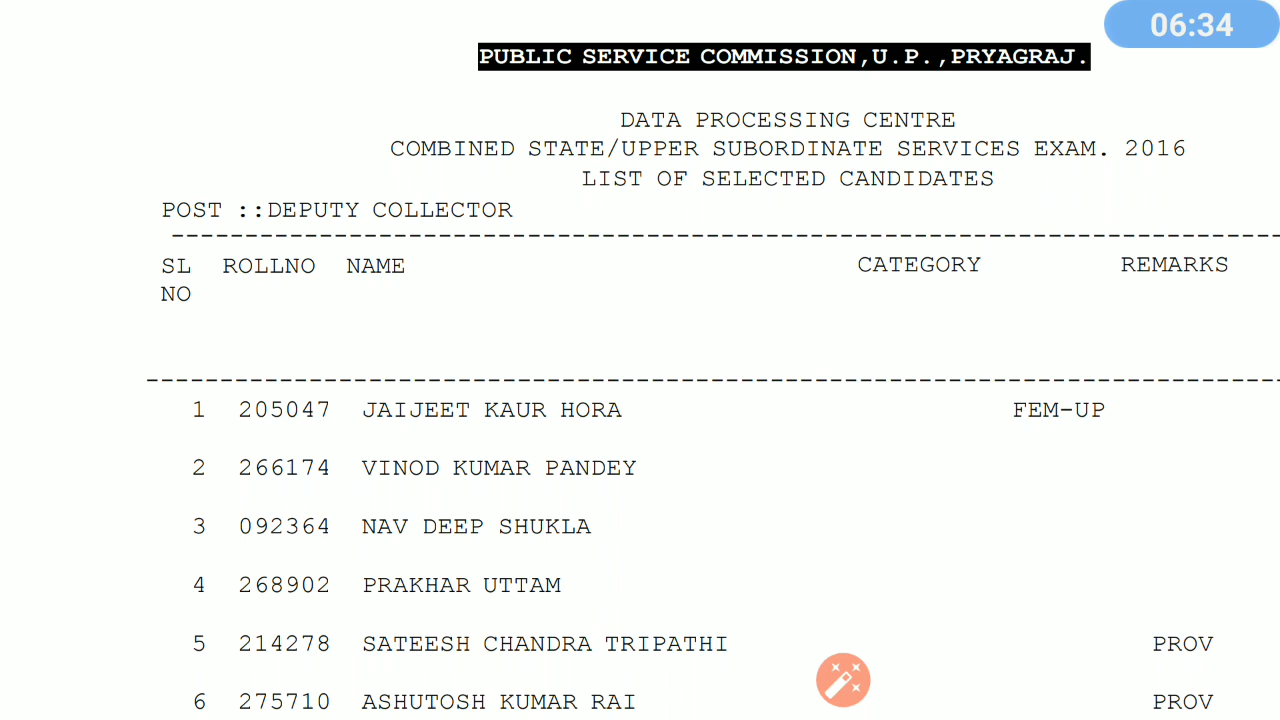 06:34
PUBLIC SERVICE COMMISSION,U.P.,PRYAGRAJ.
DATA PROCESSING CENTRE
COMBINED STATE/UPPER SUBORDINATE SERVICES EXAM. 2016
LIST OF SELECTED CANDIDATES
POST ::DEPUTY COLLECTOR
SL ROLLNO NAME CATEGORY REMARKS
NO
1 205047 JAIJEET KAUR HORA FEM-UP
2 266174 VINOD KUMAR PANDEY
3 092364 NAV DEEP SHUKLA
4 268902 PRAKHAR UTTAM
5 214278 SATEESH CHANDRA TRIPATHI PROV
6 275710 ASHUTOSH KUMAR RAI PROV